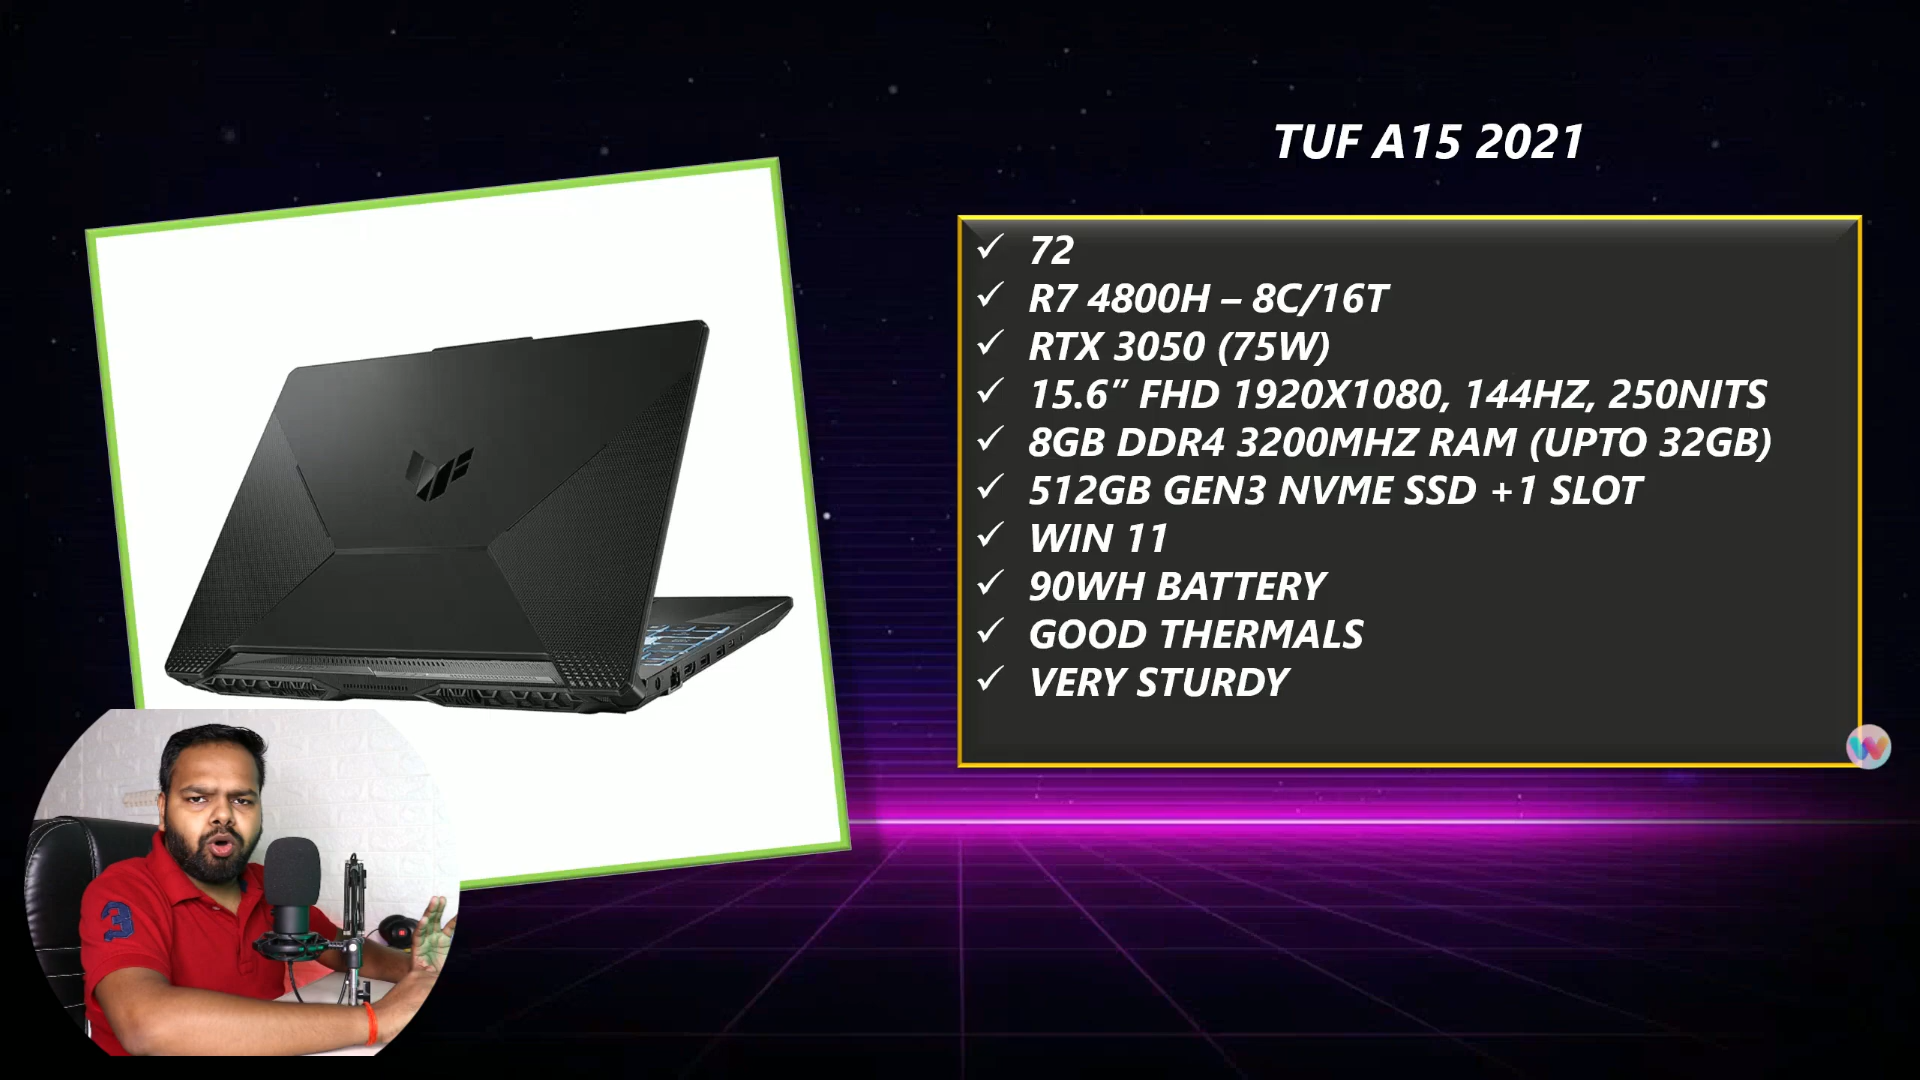 TUF A15 2021
72
R7 4800H – 8C/16T
RTX 3050 (75W)
15.6” FHD 1920X1080, 144HZ, 250NITS
8GB DDR4 3200MHZ RAM (UPTO 32GB)
512GB GEN3 NVME SSD +1 SLOT
WIN 11
90WH BATTERY
GOOD THERMALS
VERY STURDY
3
W